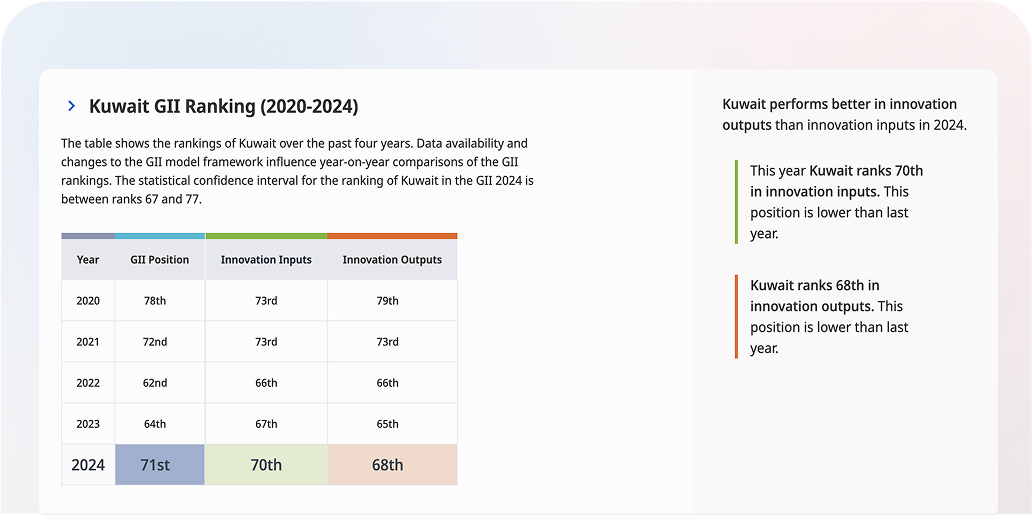 Kuwait GII Ranking (2020-2024)
The table shows the rankings of Kuwait over the past four years. Data availability and
changes to the GII model framework influence year-on-year comparisons of the GII
rankings. The statistical confidence interval for the ranking of Kuwait in the GII 2024 is
between ranks 67 and 77.
Year GII Position Innovation Inputs Innovation Outputs
2020 78th 73rd 79th
2021 72nd 73rd 73rd
2022 62nd 66th 66th
2023 64th 67th 65th
2024 71st 70th 68th
Kuwait performs better in innovation
outputs than innovation inputs in 2024.
This year Kuwait ranks 70th
in innovation inputs. This
position is lower than last
year.
Kuwait ranks 68th in
innovation outputs. This
position is lower than last
year.